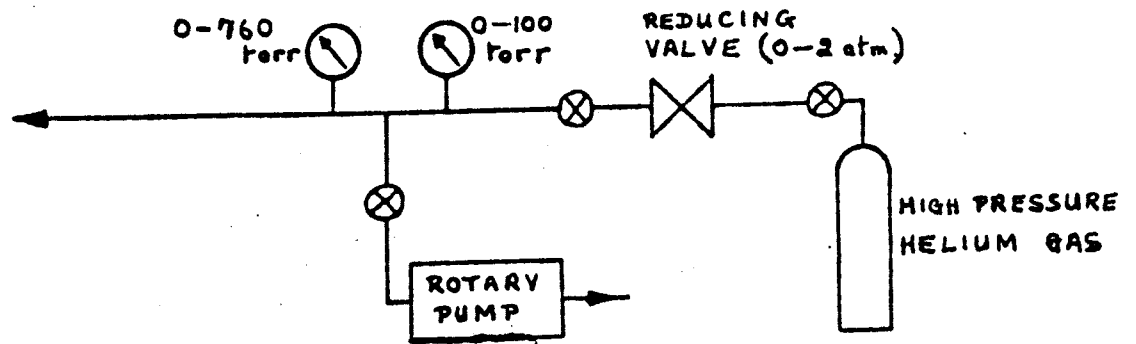 0-760
torr
0-100
torr
REDUCING
VALVE (0-2 atm)
HIGH PRESSURE
HELIUM GAS
ROTARY
PUMP